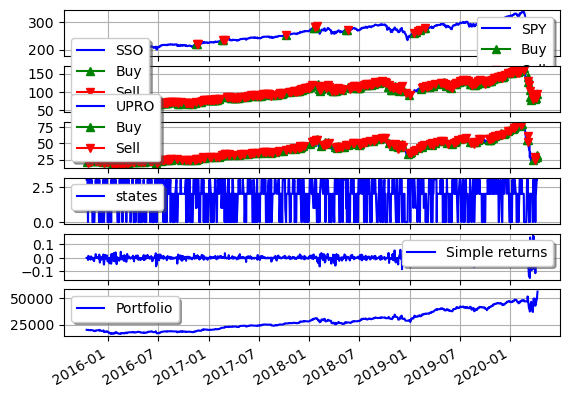 300
200
SPY
Buy
SSO
Buy
Sell
150
100
50
UPRO
Buy
Sell
75
50
25
2.5
0.0
states
0.1
0.0
−0.1
Simple returns
50000
25000
Portfolio
2016-01
2016-07
2017-01
2017-07
2018-01
2018-07
2019-01
2019-07
2020-01